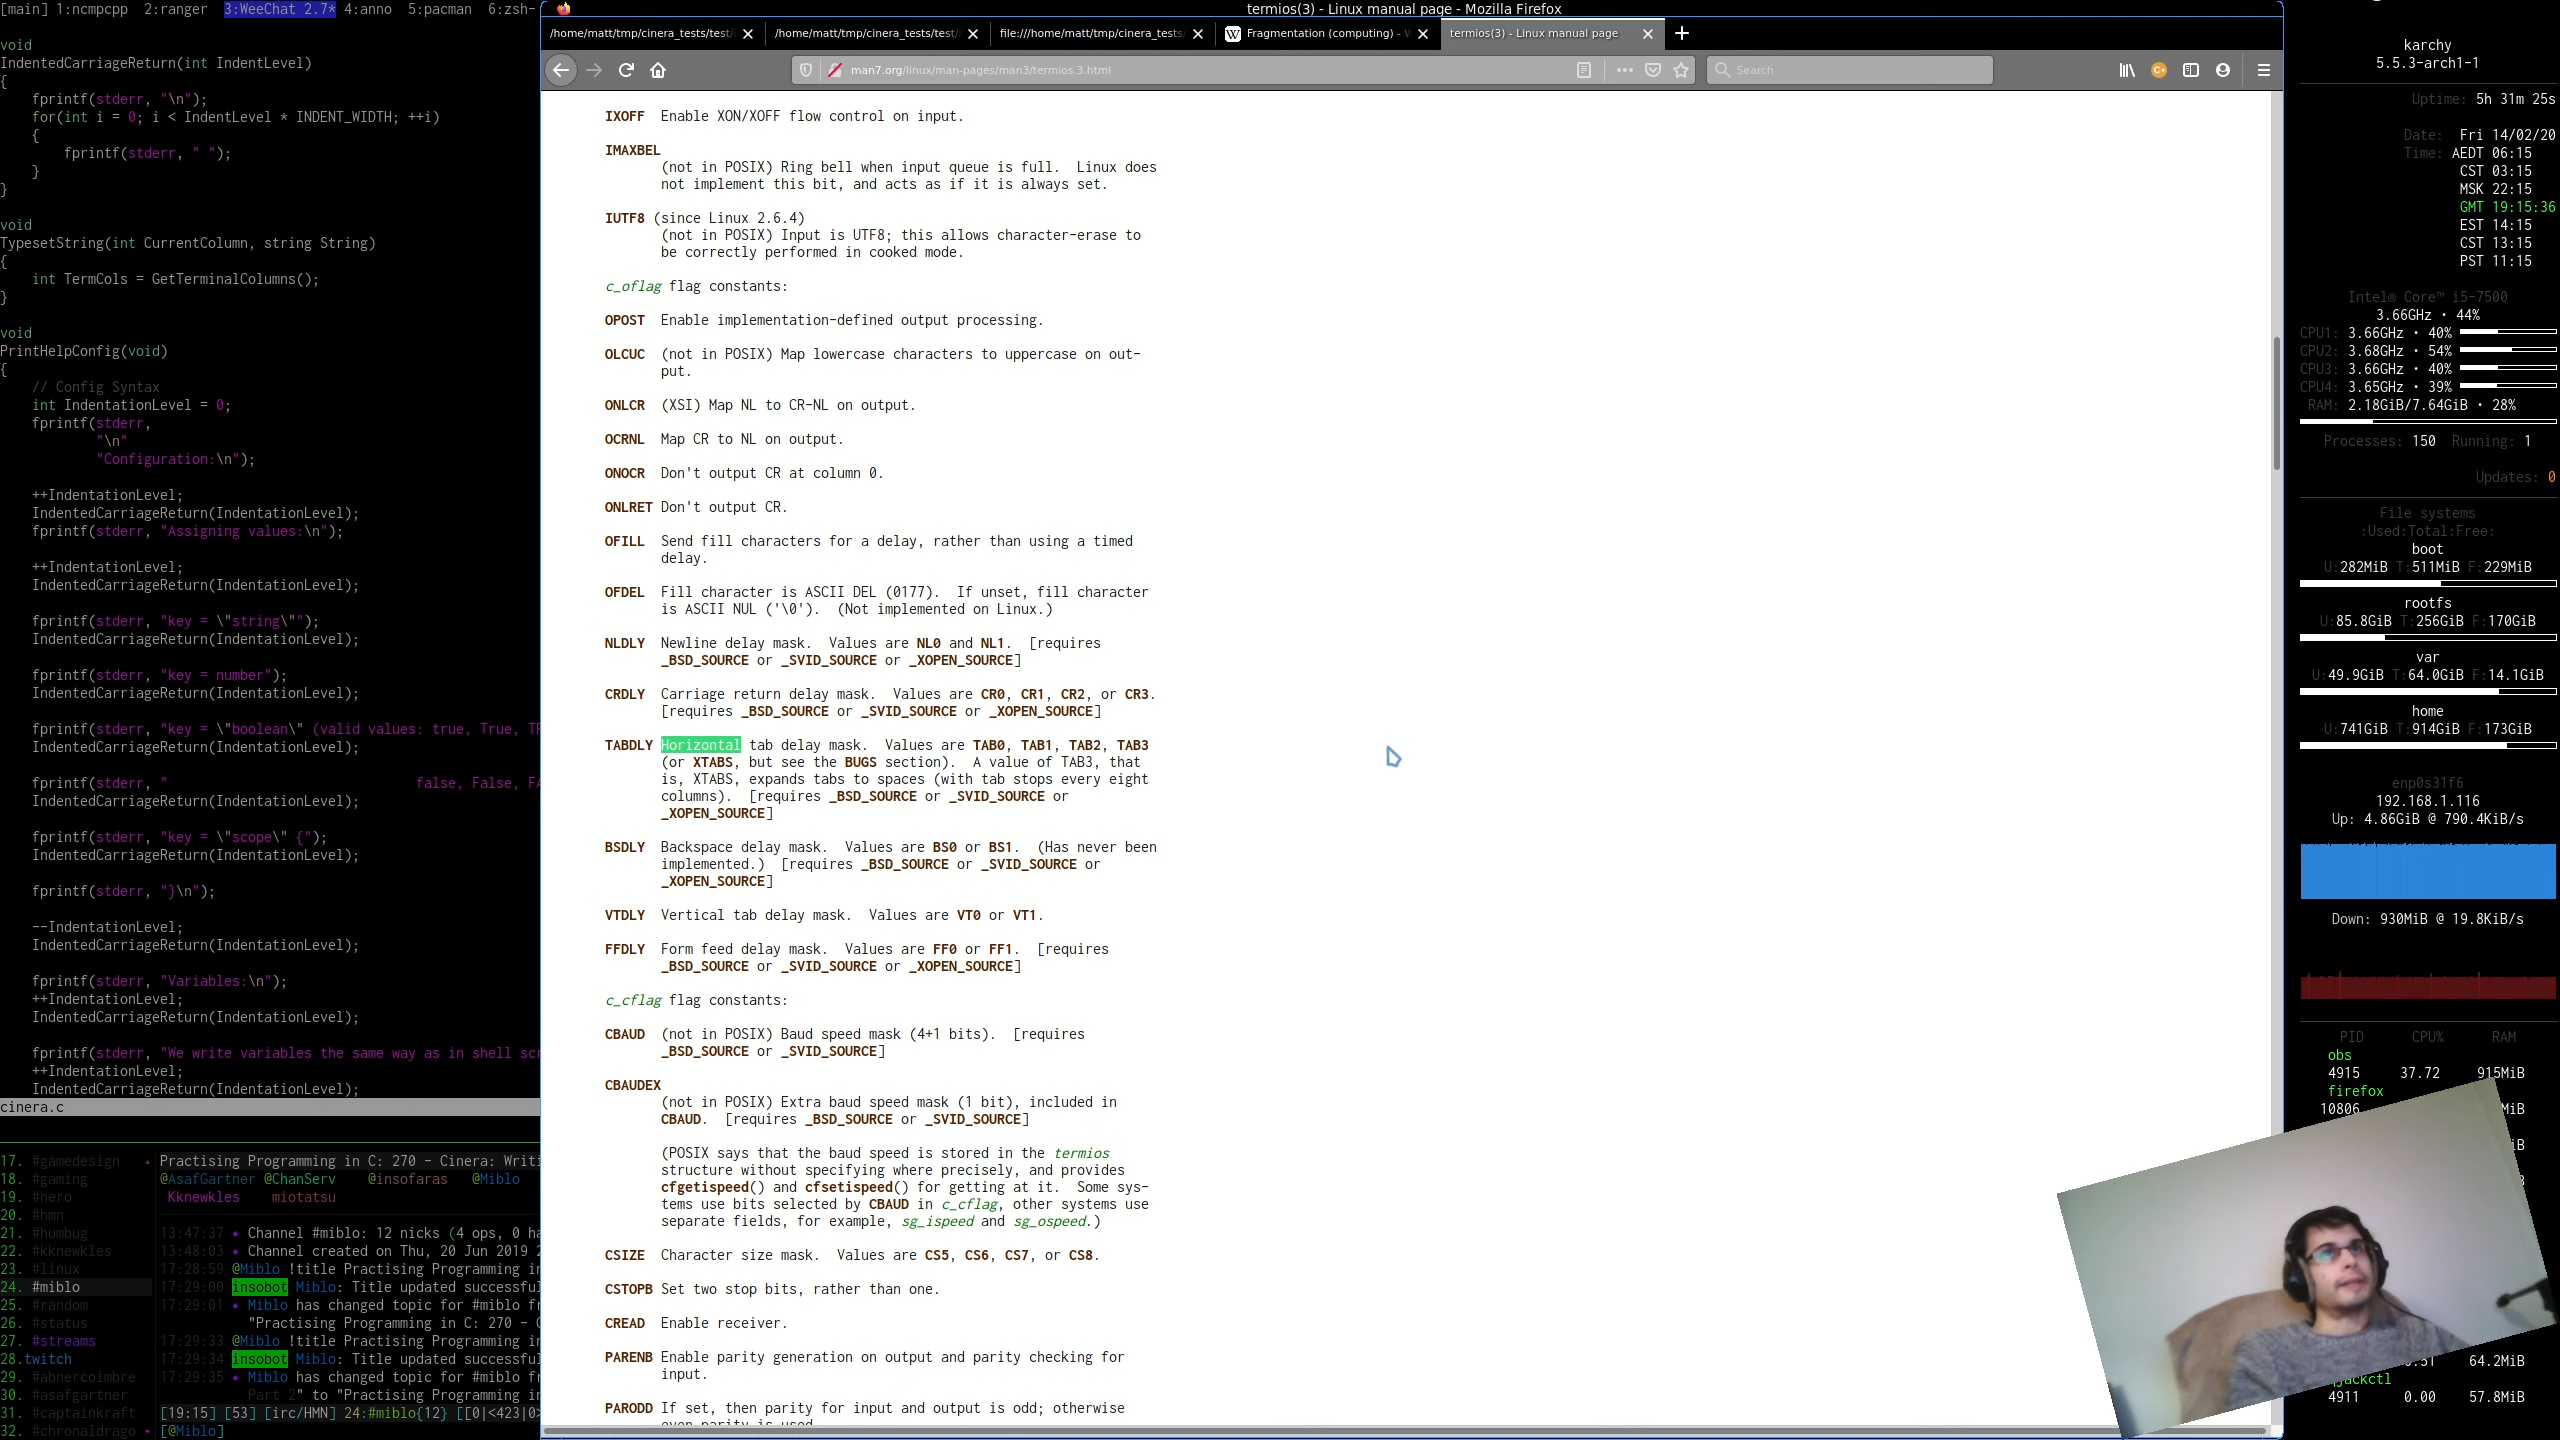 [main] 1:ncmpcpp  2:ranger  3:WeeChat 2.7* 4:anno  5:pacman  6:zsh-
void
IndentedCarriageReturn(int IndentLevel)
{
    fprintf(stderr, "\n");
    for(int i = 0; i < IndentLevel * INDENT_WIDTH; ++i)
    {
        fprintf(stderr, " ");
    }
}
void
TypesetString(int CurrentColumn, string String)
{
    int TermCols = GetTerminalColumns();
}
void
PrintHelpConfig(void)
{
    // Config Syntax
    int IndentationLevel = 0;
    fprintf(stderr,
            "\n"
            "Configuration:\n");
    ++IndentationLevel;
    IndentedCarriageReturn(IndentationLevel);
    fprintf(stderr, "Assigning values:\n");
    ++IndentationLevel;
    IndentedCarriageReturn(IndentationLevel);
    fprintf(stderr, "key = \"string\"");
    IndentedCarriageReturn(IndentationLevel);
    fprintf(stderr, "key = number");
    IndentedCarriageReturn(IndentationLevel);
    fprintf(stderr, "key = \"boolean\" (valid values: true, True, TR
    IndentedCarriageReturn(IndentationLevel);
    fprintf(stderr, "                               false, False, FA
    IndentedCarriageReturn(IndentationLevel);
    fprintf(stderr, "key = \"scope\" {");
    IndentedCarriageReturn(IndentationLevel);
    fprintf(stderr, "}\n");
    --IndentationLevel;
    IndentedCarriageReturn(IndentationLevel);
    fprintf(stderr, "Variables:\n");
    ++IndentationLevel;
    IndentedCarriageReturn(IndentationLevel);
    fprintf(stderr, "We write variables the same way as in shell scr
    ++IndentationLevel;
    IndentedCarriageReturn(IndentationLevel);
cinera.c
17. #gamedesign
18. #gaming
19. #hero
20. #hmn
21. #humbug
22. #kknewkles
23. #linux
24. #miblo
25. #random
26. #status
27. #streams
28.twitch
29. #abnercoimbre
30. #asafgartner
31. #captainkraft
32. #chronaldrago
Practising Programming in C: 270 - Cinera: Writi
@AsafGartner @ChanServ    @insofaras   @Miblo
 Kknewkles    miotatsu
13:47:37 Channel #miblo: 12 nicks (4 ops, 0 ha
13:48:03 Channel created on Thu, 20 Jun 2019 2
17:28:59 @Miblo !title Practising Programming in
17:29:00 insobot Miblo: Title updated successful
17:29:01 Miblo has changed topic for #miblo fr
"Practising Programming in C: 270 - C
17:29:33 @Miblo !title Practising Programming in
17:29:34 insobot Miblo: Title updated successful
17:29:35 Miblo has changed topic for #miblo fr
Part 2" to "Practising Programming in
[19:15] [53] [irc/HMN] 24:#miblo{12} [[0|<423|0>
[@Miblo]
termios(3) - Linux manual page - Mozilla Firefox
/home/matt/tmp/cinera_tests/test/
/home/matt/tmp/cinera_tests/test/
file:///home/matt/tmp/cinera_tests/
Fragmentation (computing) -
termios(3) - Linux manual page
man7.org/linux/man-pages/man3/termios.3.html
Search
IXOFF  Enable XON/XOFF flow control on input.
IMAXBEL
(not in POSIX) Ring bell when input queue is full.  Linux does
not implement this bit, and acts as if it is always set.
IUTF8 (since Linux 2.6.4)
(not in POSIX) Input is UTF8; this allows character-erase to
be correctly performed in cooked mode.
c_oflag flag constants:
OPOST  Enable implementation-defined output processing.
OLCUC  (not in POSIX) Map lowercase characters to uppercase on out-
put.
ONLCR  (XSI) Map NL to CR-NL on output.
OCRNL  Map CR to NL on output.
ONOCR  Don't output CR at column 0.
ONLRET Don't output CR.
OFILL  Send fill characters for a delay, rather than using a timed
delay.
OFDEL  Fill character is ASCII DEL (0177).  If unset, fill character
is ASCII NUL ('\0').  (Not implemented on Linux.)
NLDLY  Newline delay mask.  Values are NL0 and NL1.  [requires
_BSD_SOURCE or _SVID_SOURCE or _XOPEN_SOURCE]
CRDLY  Carriage return delay mask.  Values are CR0, CR1, CR2, or CR3.
[requires _BSD_SOURCE or _SVID_SOURCE or _XOPEN_SOURCE]
TABDLY Horizontal tab delay mask.  Values are TAB0, TAB1, TAB2, TAB3
(or XTABS, but see the BUGS section).  A value of TAB3, that
is, XTABS, expands tabs to spaces (with tab stops every eight
columns).  [requires _BSD_SOURCE or _SVID_SOURCE or
_XOPEN_SOURCE]
BSDLY  Backspace delay mask.  Values are BS0 or BS1.  (Has never been
implemented.)  [requires _BSD_SOURCE or _SVID_SOURCE or
_XOPEN_SOURCE]
VTDLY  Vertical tab delay mask.  Values are VT0 or VT1.
FFDLY  Form feed delay mask.  Values are FF0 or FF1.  [requires
_BSD_SOURCE or _SVID_SOURCE or _XOPEN_SOURCE]
c_cflag flag constants:
CBAUD  (not in POSIX) Baud speed mask (4+1 bits).  [requires
_BSD_SOURCE or _SVID_SOURCE]
CBAUDEX
(not in POSIX) Extra baud speed mask (1 bit), included in
CBAUD.  [requires _BSD_SOURCE or _SVID_SOURCE]
(POSIX says that the baud speed is stored in the termios
structure without specifying where precisely, and provides
cfgetispeed() and cfsetispeed() for getting at it.  Some sys-
tems use bits selected by CBAUD in c_cflag, other systems use
separate fields, for example, sg_ispeed and sg_ospeed.)
CSIZE  Character size mask.  Values are CS5, CS6, CS7, or CS8.
CSTOPB Set two stop bits, rather than one.
CREAD  Enable receiver.
PARENB Enable parity generation on output and parity checking for
input.
PARODD If set, then parity for input and output is odd; otherwise
even parity is used.
karchy
5.5.3-arch1-1
Uptime: 5h 31m 25s
Date: Fri 14/02/20
Time: AEDT 06:15
CST 03:15
MSK 22:15
GMT 19:15:36
EST 14:15
CST 13:15
PST 11:15
Intel® Core™ i5-7500
3.66GHz • 44%
CPU1: 3.66GHz • 40%
CPU2: 3.68GHz • 54%
CPU3: 3.66GHz • 40%
CPU4: 3.65GHz • 39%
RAM: 2.18GiB/7.64GiB • 28%
Processes: 150  Running: 1
Updates: 0
File systems
:Used:Total:Free:
boot
U:282MiB T:511MiB F:229MiB
rootfs
U:85.8GiB T:256GiB F:170GiB
var
U:49.9GiB T:64.0GiB F:14.1GiB
home
U:741GiB T:914GiB F:173GiB
enp0s31f6
192.168.1.116
Up: 4.86GiB @ 790.4KiB/s
Down: 930MiB @ 19.8KiB/s
PID CPU% RAM
obs
4915 37.72 915MiB
firefox
10806
64.2MiB
4911 0.00 57.8MiB